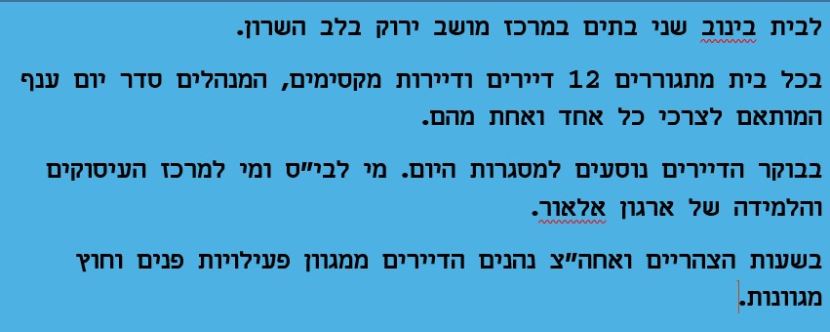 לבית בינוב שני בתים במרכז מושב ירוק בלב השרון.
בכל בית מתגוררים 12 דיירים ודיירות מקסימים, המנהלים סדר יום ענף
המותאם לצרכי כל אחד ואחת מהם.
בבוקר הדיירים נוסעים למסגרות היום. מי לבי"ס ומי למרכז העיסוקים
והלמידה של ארגון אלאור.
בשעות הצהריים ואחה"צ נהנים הדיירים ממגוון פעילויות פנים וחוץ
מגוונות.